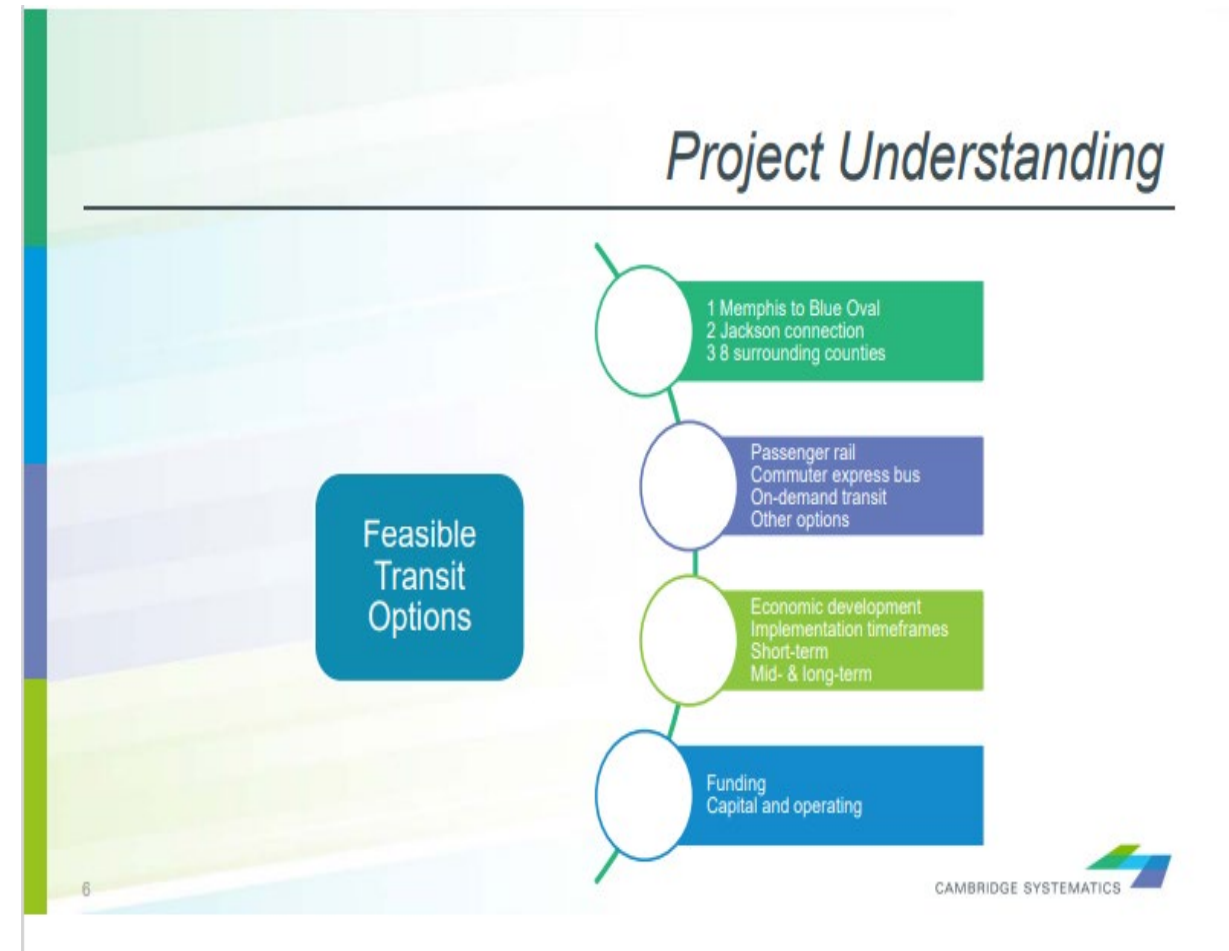 Project Understanding
Feasible
Transit
Options
1 Memphis to Blue Oval
2 Jackson connection
3 8 surrounding counties
Passenger rail
Commuter express bus
On-demand transit
Other options
Economic development
Implementation timeframes
Short-term
Mid- & long-term
Funding
Capital and operating
6
CAMBRIDGE SYSTEMATICS